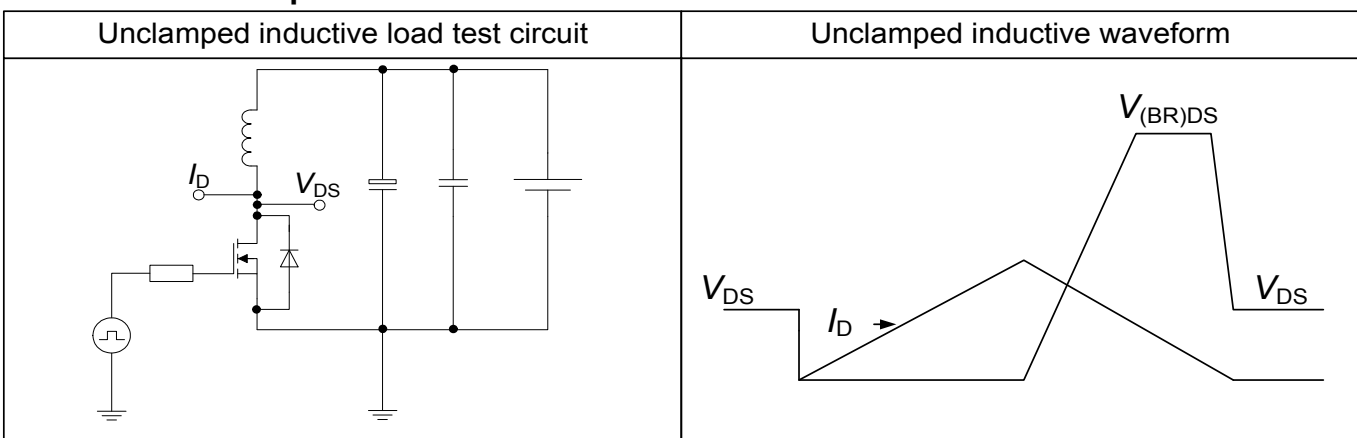 Unclamped inductive load test circuit
Unclamped inductive waveform
I_D
V_DS
V_(BR)DS
V_DS
I_D
V_DS